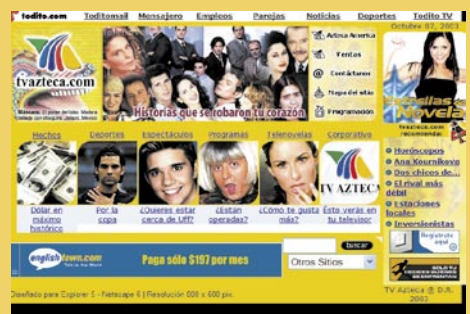 todito.com Toditomail Mensajero Empleos Parejas Noticias Deportes Todito TV
Octubre 07, 2003
tvazteca.com
Historias que se robaron tu corazón
Azteca America
Ventas
@ Contáctanos
Mapa del sitio
Programación
Estrellas de Novela
tvazteca.com
recomienda:
Hechos Deportes Espectáculos Programas Telenovelas Corporativo
TV AZTECA
Dólar en máximo histórico
Por la copa
¿Quieres estar cerca de Uff?
¿Están operadas?
¿Cómo te gusta más?
Esto verás en tu televisor
Horóscopos
Ana Kournikova
Dos chicos de...
El rival más débil
Estaciones locales
Inversionistas
Regístrate aquí
englishtown.com
Paga sólo $197 por mes
buscar
Otros Sitios
Diseñado para Explorer 5 - Netscape 6 | Resolución 800 x 600 pix.
TV Azteca @ D.R. 2003